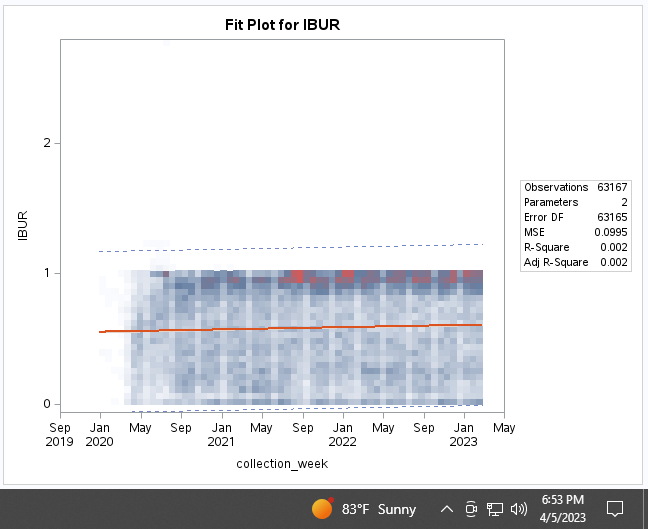 Fit Plot for IBUR
2
1
0
IBUR
Sep Jan May Sep Jan May Sep Jan May Sep Jan May
2019 2020 2021 2022 2023
collection_week
Observations 63167
Parameters 2
Error DF 63165
MSE 0.0995
R-Square 0.002
Adj R-Square 0.002
83°F Sunny
6:53 PM
4/5/2023